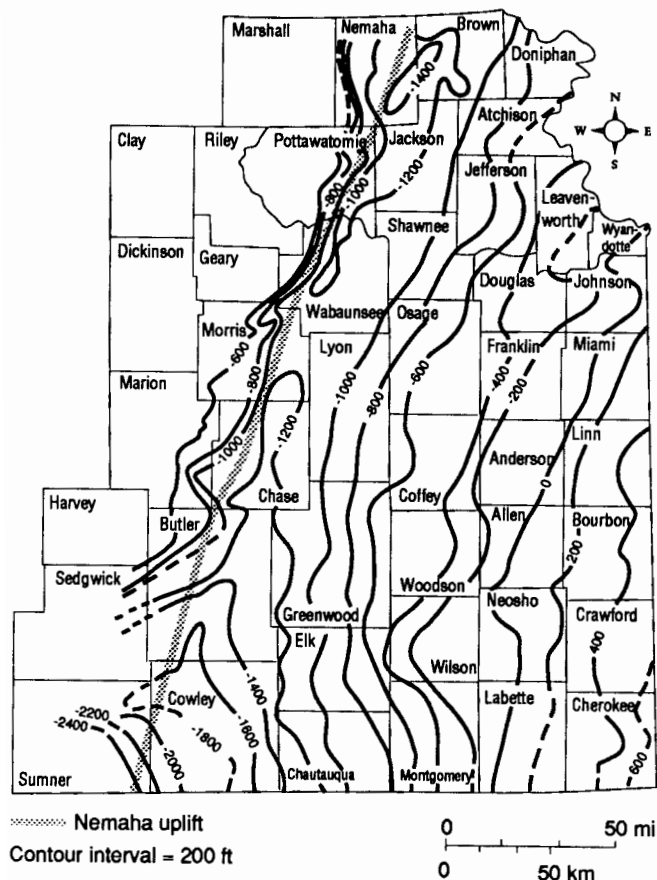 Marshall
Nemaha
Brown
Doniphan
-1400
N
W E
S
Atchison
Clay
Riley
Pottawatomie
Jackson
-1200
Jefferson
-800
-1000
Leaven-
worth
Wyan-
dotte
Shawnee
Dickinson
Geary
Douglas
Johnson
Wabaunsee
Osage
Morris
-600
Lyon
-1000
-800
-600
Franklin
-400
-200
Miami
Marion
-800
-1200
-1000
Linn
Anderson
0
Harvey
Chase
Coffey
Butler
Allen
Bourbon
200
Sedgwick
Woodson
Neosho
Greenwood
Crawford
Elk
400
Wilson
-1400
Cowley
Labette
Cherokee
-2200
-2400
-1600
-1800
-2000
600
Sumner
Chautauqua
Montgomery
Nemaha uplift
Contour interval = 200 ft
0 50 mi
0 50 km